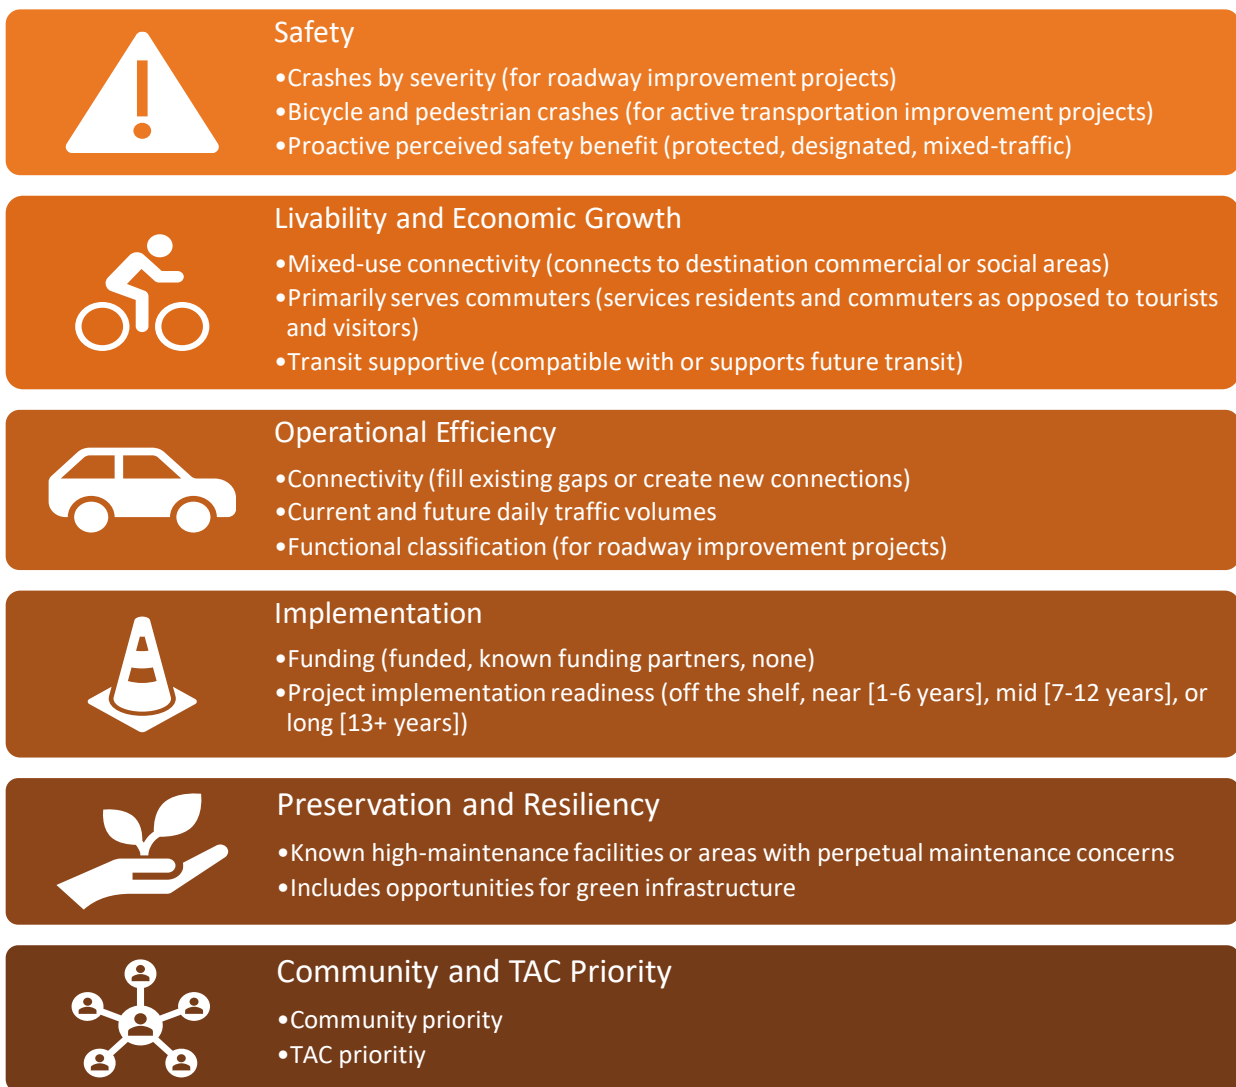 Safety
•Crashes by severity (for roadway improvement projects)
•Bicycle and pedestrian crashes (for active transportation improvement projects)
•Proactive perceived safety benefit (protected, designated, mixed-traffic)
Livability and Economic Growth
•Mixed-use connectivity (connects to destination commercial or social areas)
•Primarily serves commuters (services residents and commuters as opposed to tourists
and visitors)
•Transit supportive (compatible with or supports future transit)
Operational Efficiency
•Connectivity (fill existing gaps or create new connections)
•Current and future daily traffic volumes
•Functional classification (for roadway improvement projects)
Implementation
•Funding (funded, known funding partners, none)
•Project implementation readiness (off the shelf, near [1-6 years], mid [7-12 years], or
long [13+ years])
Preservation and Resiliency
•Known high-maintenance facilities or areas with perpetual maintenance concerns
•Includes opportunities for green infrastructure
Community and TAC Priority
•Community priority
•TAC prioritiy